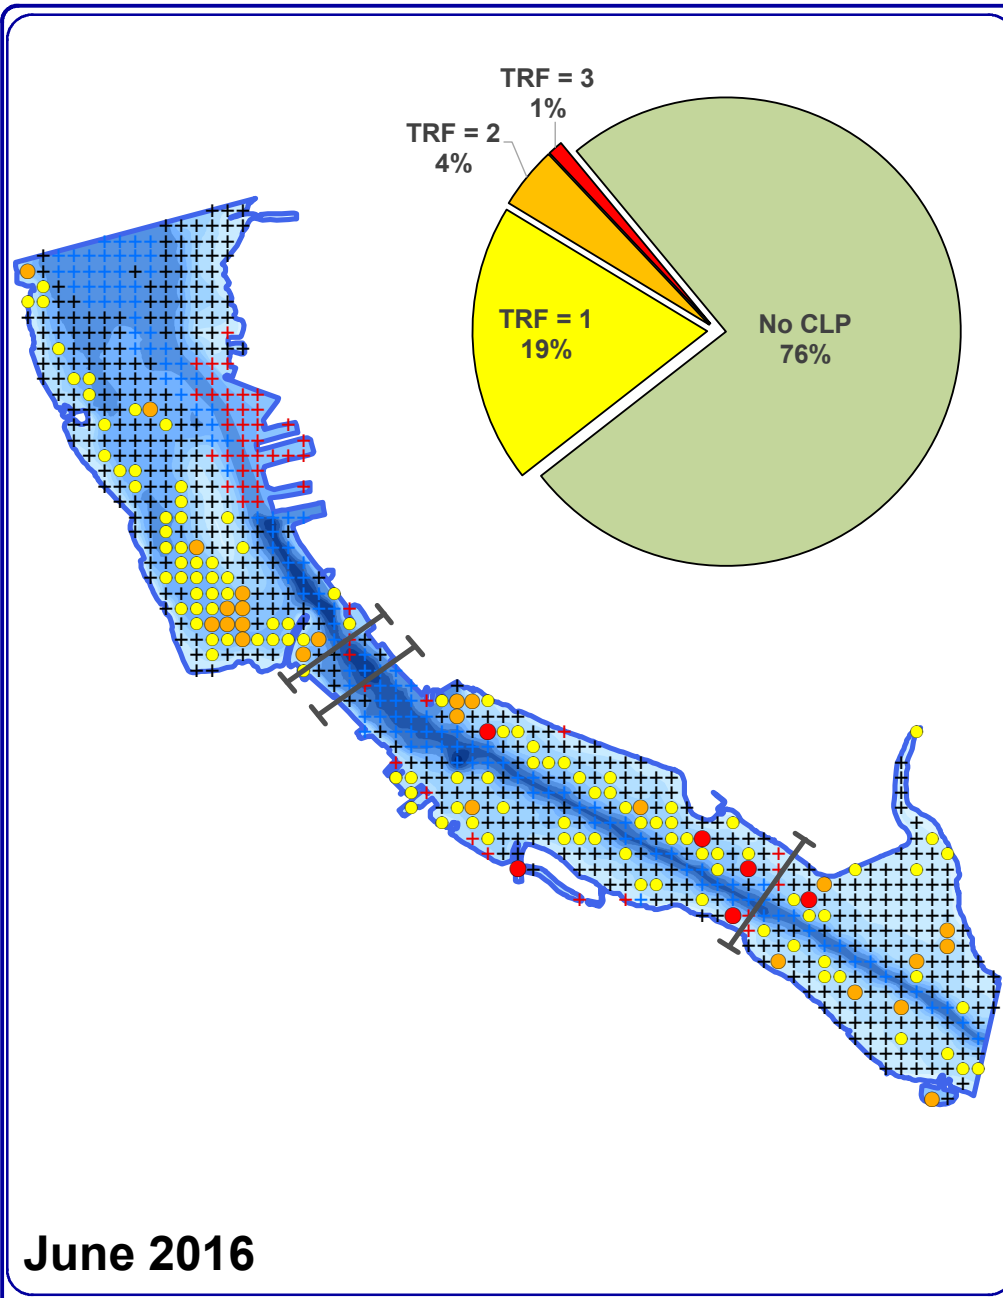 TRF = 3
1%
TRF = 2
4%
TRF = 1
19%
No CLP
76%
June 2016